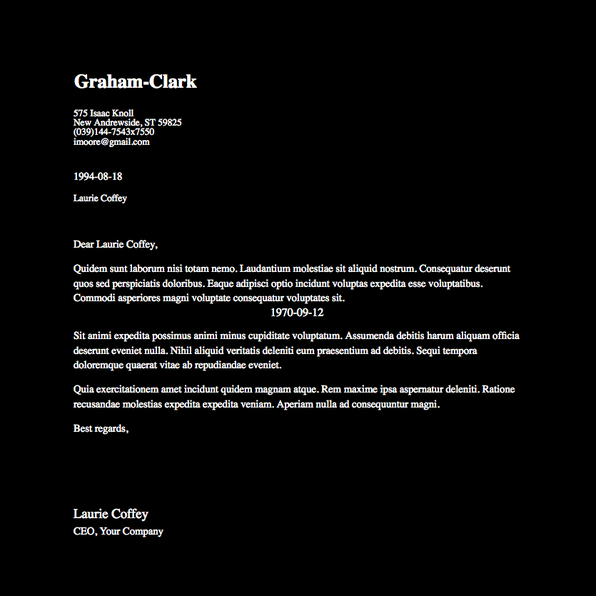 Graham-Clark
575 Isaac Knoll
New Andrewside, ST 59825
(039)144-7543x7550
imoore@gmail.com
1994-08-18
Laurie Coffey
Dear Laurie Coffey,
Quidem sunt laborum nisi totam nemo. Laudantium molestiae sit aliquid nostrum. Consequatur deserunt
quos sed perspiciatis doloribus. Eaque adipisci optio incidunt voluptas expedita esse voluptatibus.
Commodi asperiores magni voluptate consequatur voluptates sit.
1970-09-12
Sit animi expedita possimus animi minus cupiditate voluptatum. Assumenda debitis harum aliquam officia
deserunt eveniet nulla. Nihil aliquid veritatis deleniti eum praesentium ad debitis. Sequi tempora
doloremque quaerat vitae ab repudiandae eveniet.
Quia exercitationem amet incidunt quidem magnam atque. Rem maxime ipsa aspernatur deleniti. Ratione
recusandae molestias expedita expedita veniam. Aperiam nulla ad consequuntur magni.
Best regards,
Laurie Coffey
CEO, Your Company